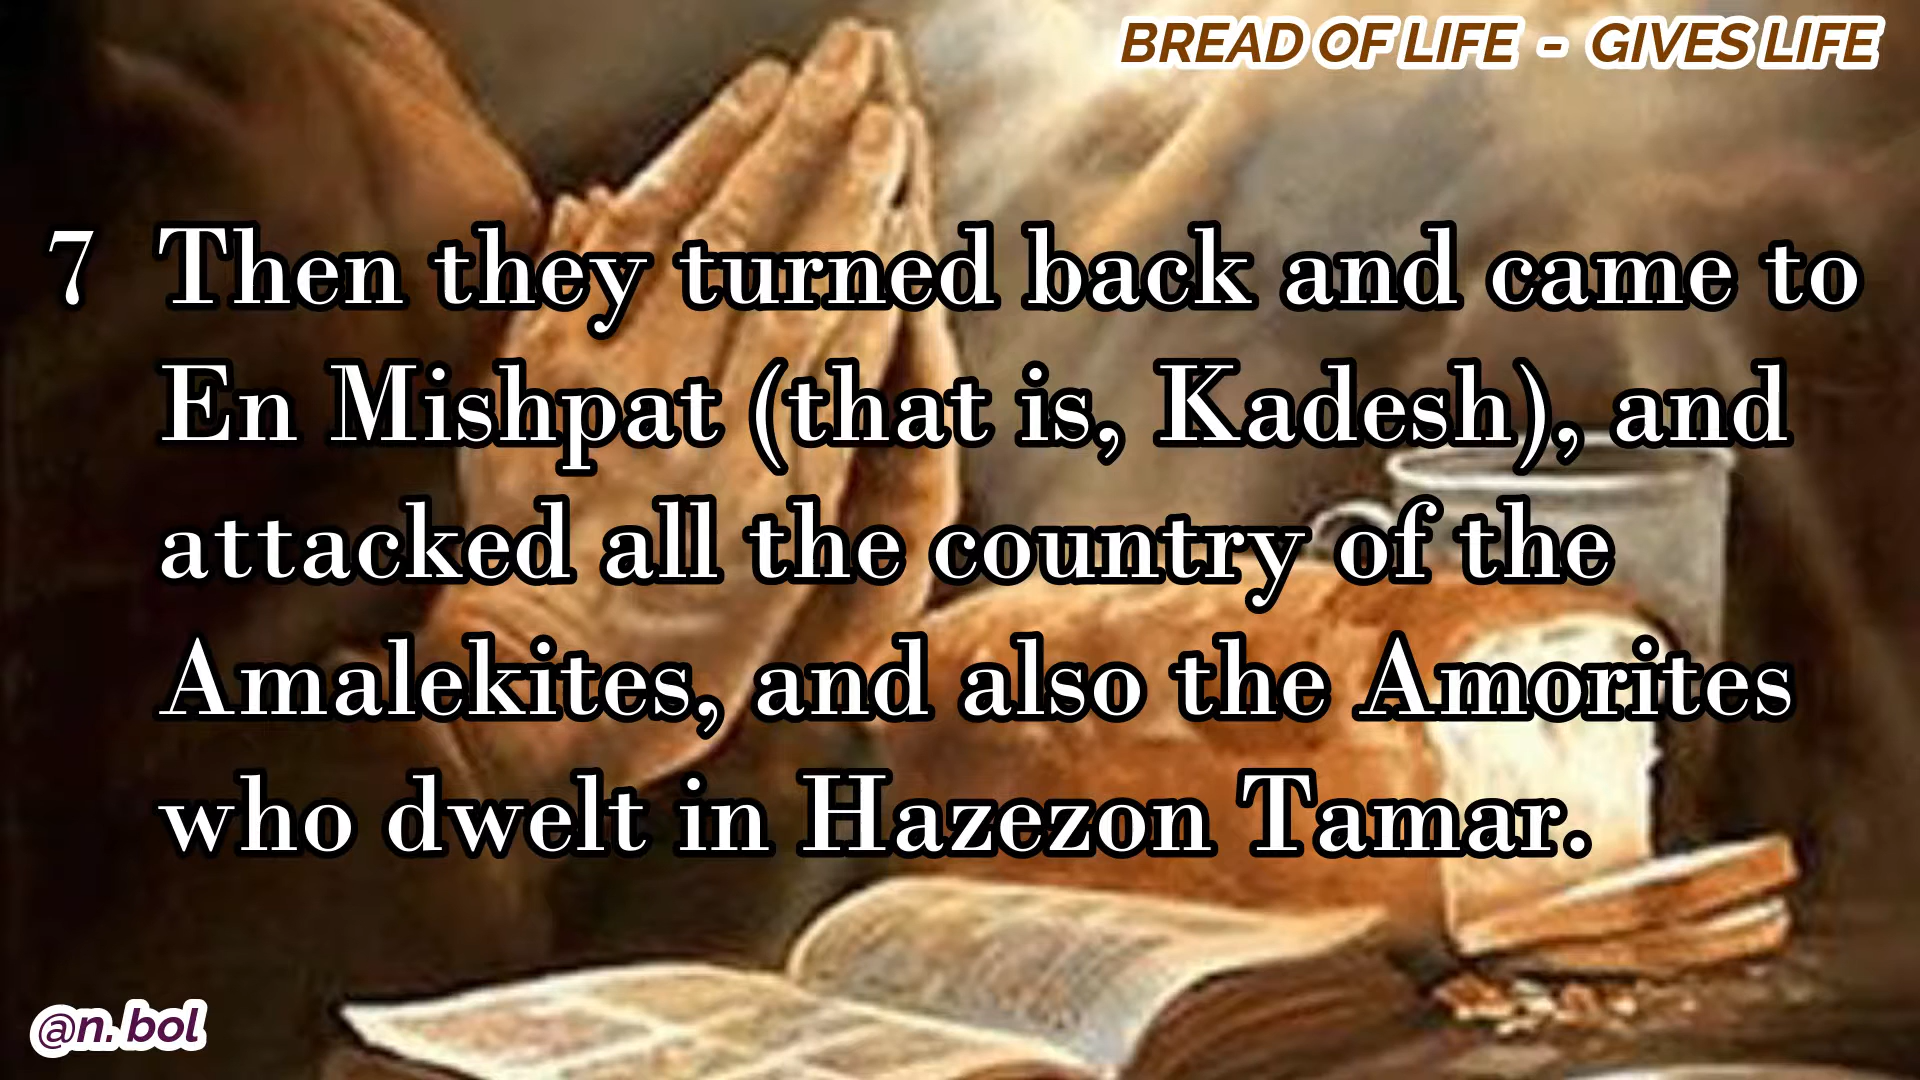 BREAD OF LIFE - GIVES LIFE
7 Then they turned back and came to
En Mishpat (that is, Kadesh), and
attacked all the country of the
Amalekites, and also the Amorites
who dwelt in Hazezon Tamar.
@n. bol